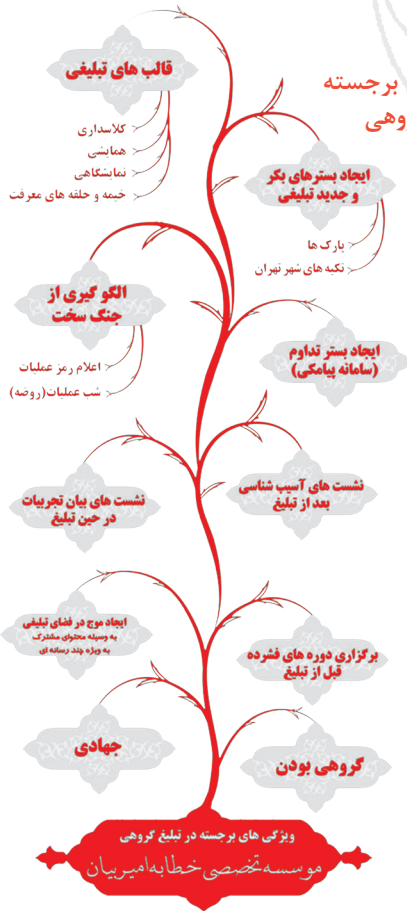 برجسته
وهی
قالب های تبلیغی
کلاسداری
همایشی
نمایشگاهی
خیمه و حلقه های معرفت
ایجاد بسترهای بکر
و جدید تبلیغی
پارک ها
تکیه های شهر تهران
الگو گیری از
جنگ سخت
اعلام رمز عملیات
شب عملیات(روضه)
ایجاد بستر تداوم
(سامانه پیامکی)
نشست های آسیب شناسی
بعد از تبلیغ
نشست های بیان تجربیات
در حین تبلیغ
ایجاد موج در فضای تبلیغی
به وسیله محتوای مشترک
به ویژه چند رسانه ای
برگزاری دوره های فشرده
قبل از تبلیغ
جهادی
گروهی بودن
ویژگی های برجسته در تبلیغ گروهی
موسسه تخصصی خطابه امیر بیان